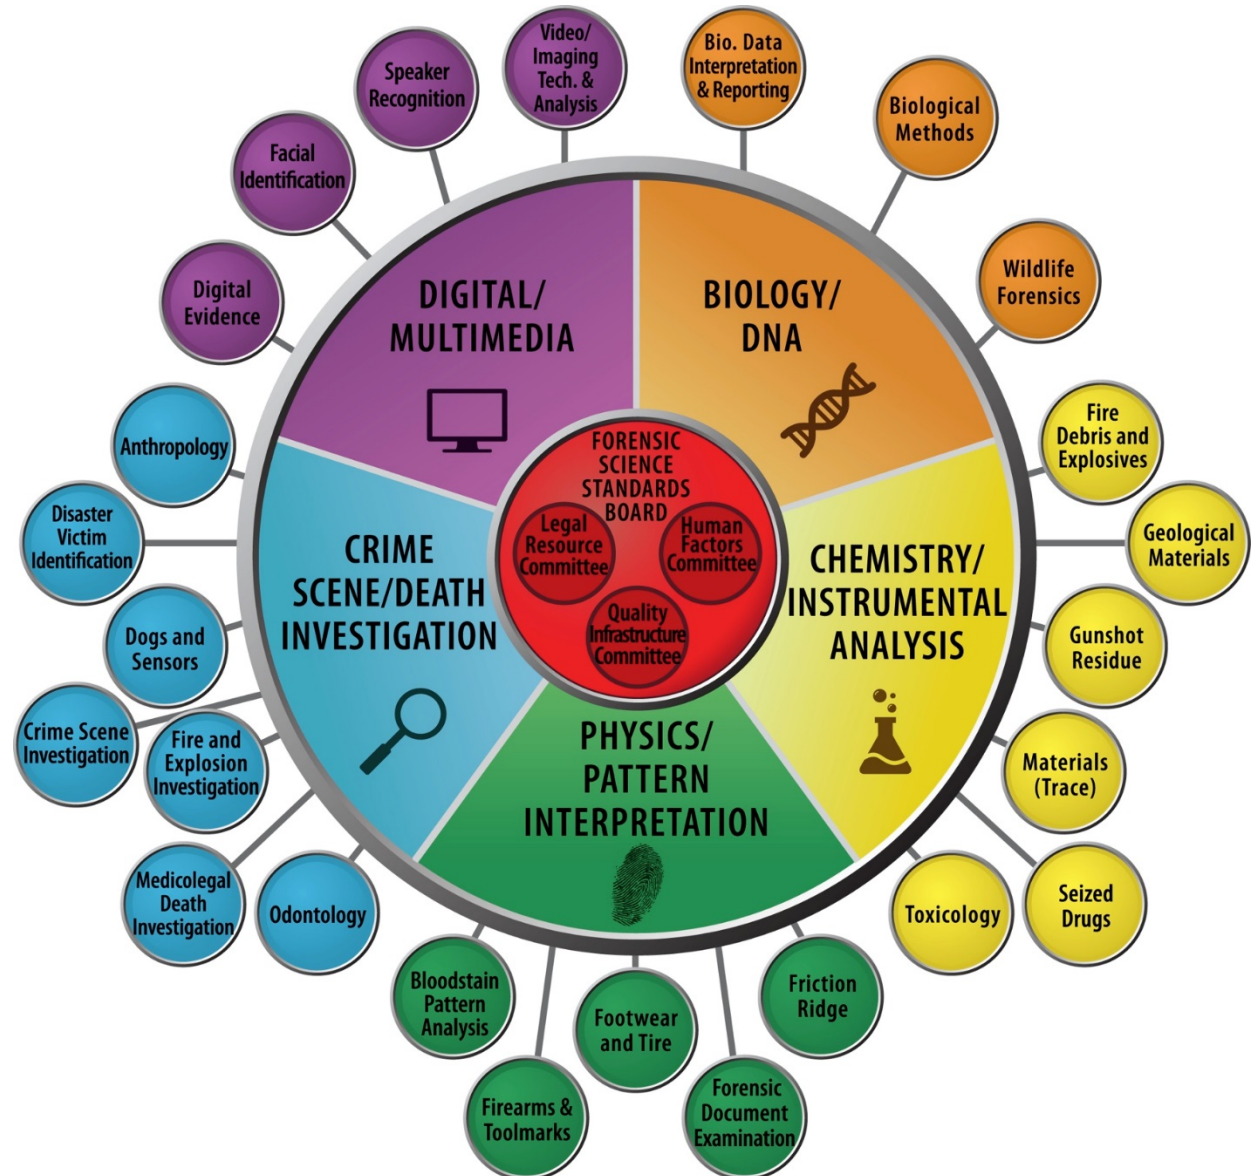 Video/
Imaging
Tech. &
Analysis
Bio. Data
Interpretation
& Reporting
Speaker
Recognition
Biological
Methods
Facial
Identification
Digital
Evidence
Wildlife
Forensics
DIGITAL/
MULTIMEDIA
BIOLOGY/
DNA
Anthropology
Fire
Debris and
Explosives
FORENSIC
SCIENCE
STANDARDS
BOARD
Legal
Resource
Committee
Human
Factors
Committee
Quality
Infrastructure
Committee
Disaster
Victim
Identification
Geological
Materials
CRIME
SCENE/DEATH
INVESTIGATION
CHEMISTRY/
INSTRUMENTAL
ANALYSIS
Dogs and
Sensors
Gunshot
Residue
Crime Scene
Investigation
Fire and
Explosion
Investigation
Materials
(Trace)
PHYSICS/
PATTERN
INTERPRETATION
Medicolegal
Death
Investigation
Odontology
Toxicology
Seized
Drugs
Bloodstain
Pattern
Analysis
Footwear
and Tire
Friction
Ridge
Firearms &
Toolmarks
Forensic
Document
Examination